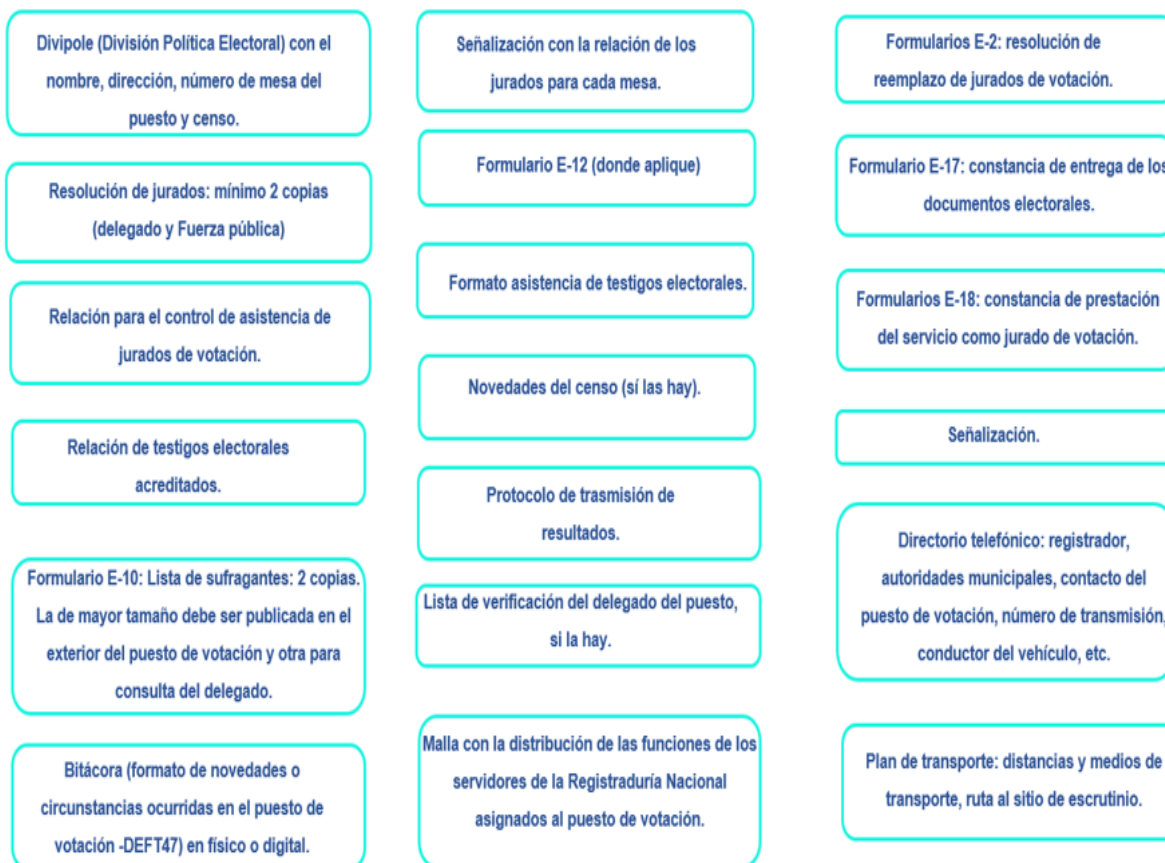 Divipole (División Política Electoral) con el
nombre, dirección, número de mesa del
puesto y censo.
Resolución de jurados: mínimo 2 copias
(delegado y Fuerza pública)
Relación para el control de asistencia de
jurados de votación.
Relación de testigos electorales
acreditados.
Formulario E-10: Lista de sufragantes: 2 copias.
La de mayor tamaño debe ser publicada en el
exterior del puesto de votación y otra para
consulta del delegado.
Bitácora (formato de novedades o
circunstancias ocurridas en el puesto de
votación -DEFT47) en físico o digital.
Señalización con la relación de los
jurados para cada mesa.
Formulario E-12 (donde aplique)
Formato asistencia de testigos electorales.
Novedades del censo (sí las hay).
Protocolo de trasmisión de
resultados.
Lista de verificación del delegado del puesto,
si la hay.
Malla con la distribución de las funciones de los
servidores de la Registraduría Nacional
asignados al puesto de votación.
Formularios E-2: resolución de
reemplazo de jurados de votación.
Formulario E-17: constancia de entrega de los
documentos electorales.
Formularios E-18: constancia de prestación
del servicio como jurado de votación.
Señalización.
Directorio telefónico: registrador,
autoridades municipales, contacto del
puesto de votación, número de transmisión,
conductor del vehículo, etc.
Plan de transporte: distancias y medios de
transporte, ruta al sitio de escrutinio.